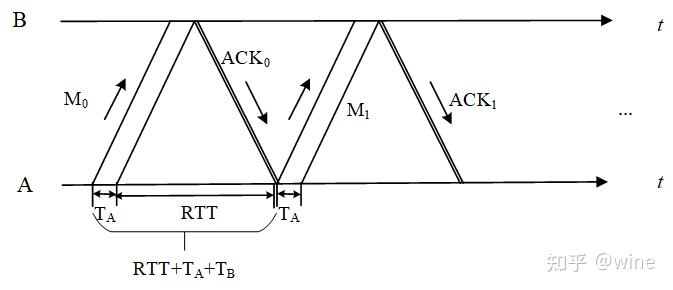 B
t
ACK0
M0
M1
ACK1
...
A
t
TA
RTT
TA
RTT+TA+TB
知乎 @wine